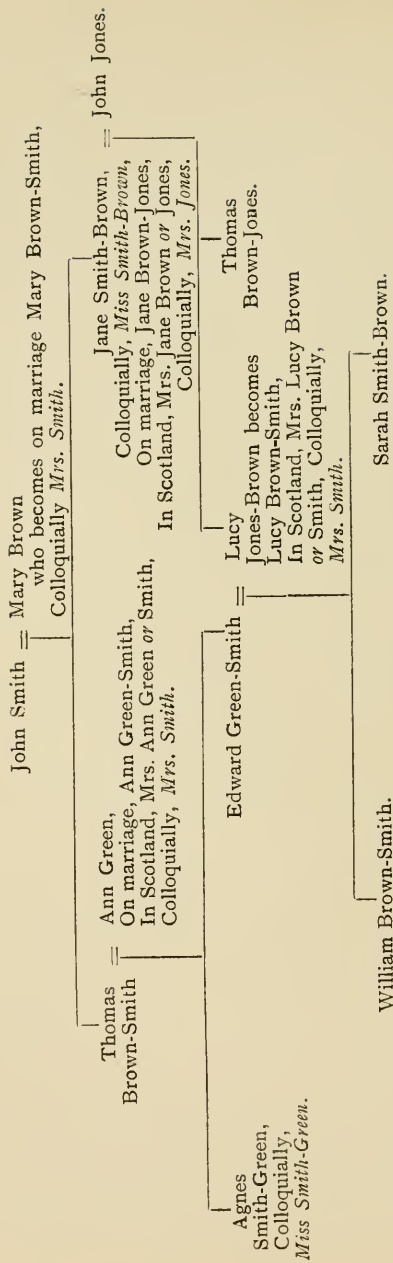 John Smith = Mary Brown
who becomes on marriage Mary Brown-Smith,
Colloquially Mrs. Smith.
Thomas
Brown-Smith
=
Ann Green,
On marriage, Ann Green-Smith,
In Scotland, Mrs. Ann Green or Smith,
Colloquially, Mrs. Smith.
Jane Smith-Brown,
Colloquially, Miss Smith-Brown,
On marriage, Jane Brown-Jones,
In Scotland, Mrs. Jane Brown or Jones,
Colloquially, Mrs. Jones.
= John Jones.
Agnes
Smith-Green,
Colloquially,
Miss Smith-Green.
Edward Green-Smith =
Lucy
Jones-Brown becomes
Lucy Brown-Smith,
In Scotland, Mrs. Lucy Brown
or Smith, Colloquially,
Mrs. Smith.
Thomas
Brown-Jones.
William Brown-Smith.
Sarah Smith-Brown.